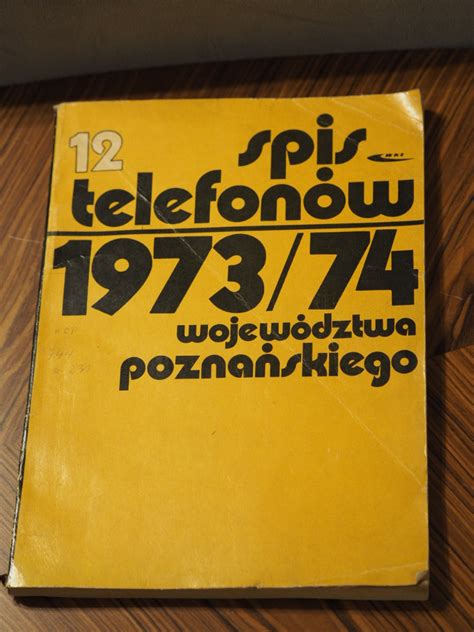 12
spis
telefonów
1973/74
województwa
poznańskiego